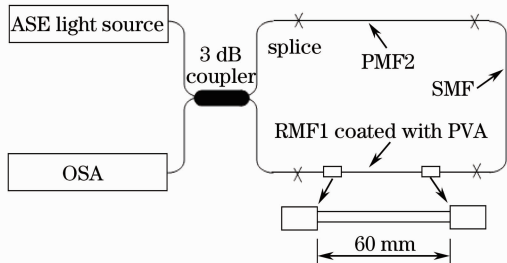 ASE light source
3 dB
coupler
splice
PMF2
SMF
RMF1 coated with PVA
OSA
60 mm